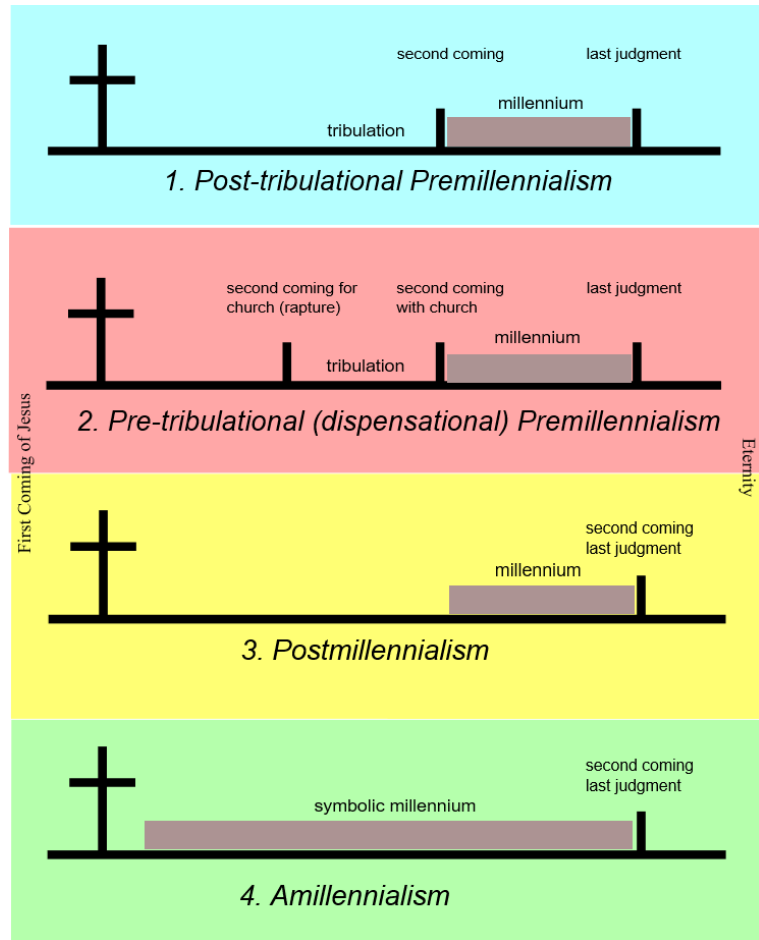 second coming
last judgment
millennium
tribulation
1. Post-tribulational Premillennialism
second coming for
church (rapture)
second coming
with church
last judgment
millennium
tribulation
2. Pre-tribulational (dispensational) Premillennialism
First Coming of Jesus
Eternity
second coming
last judgment
millennium
3. Postmillennialism
second coming
last judgment
symbolic millennium
4. Amillennialism